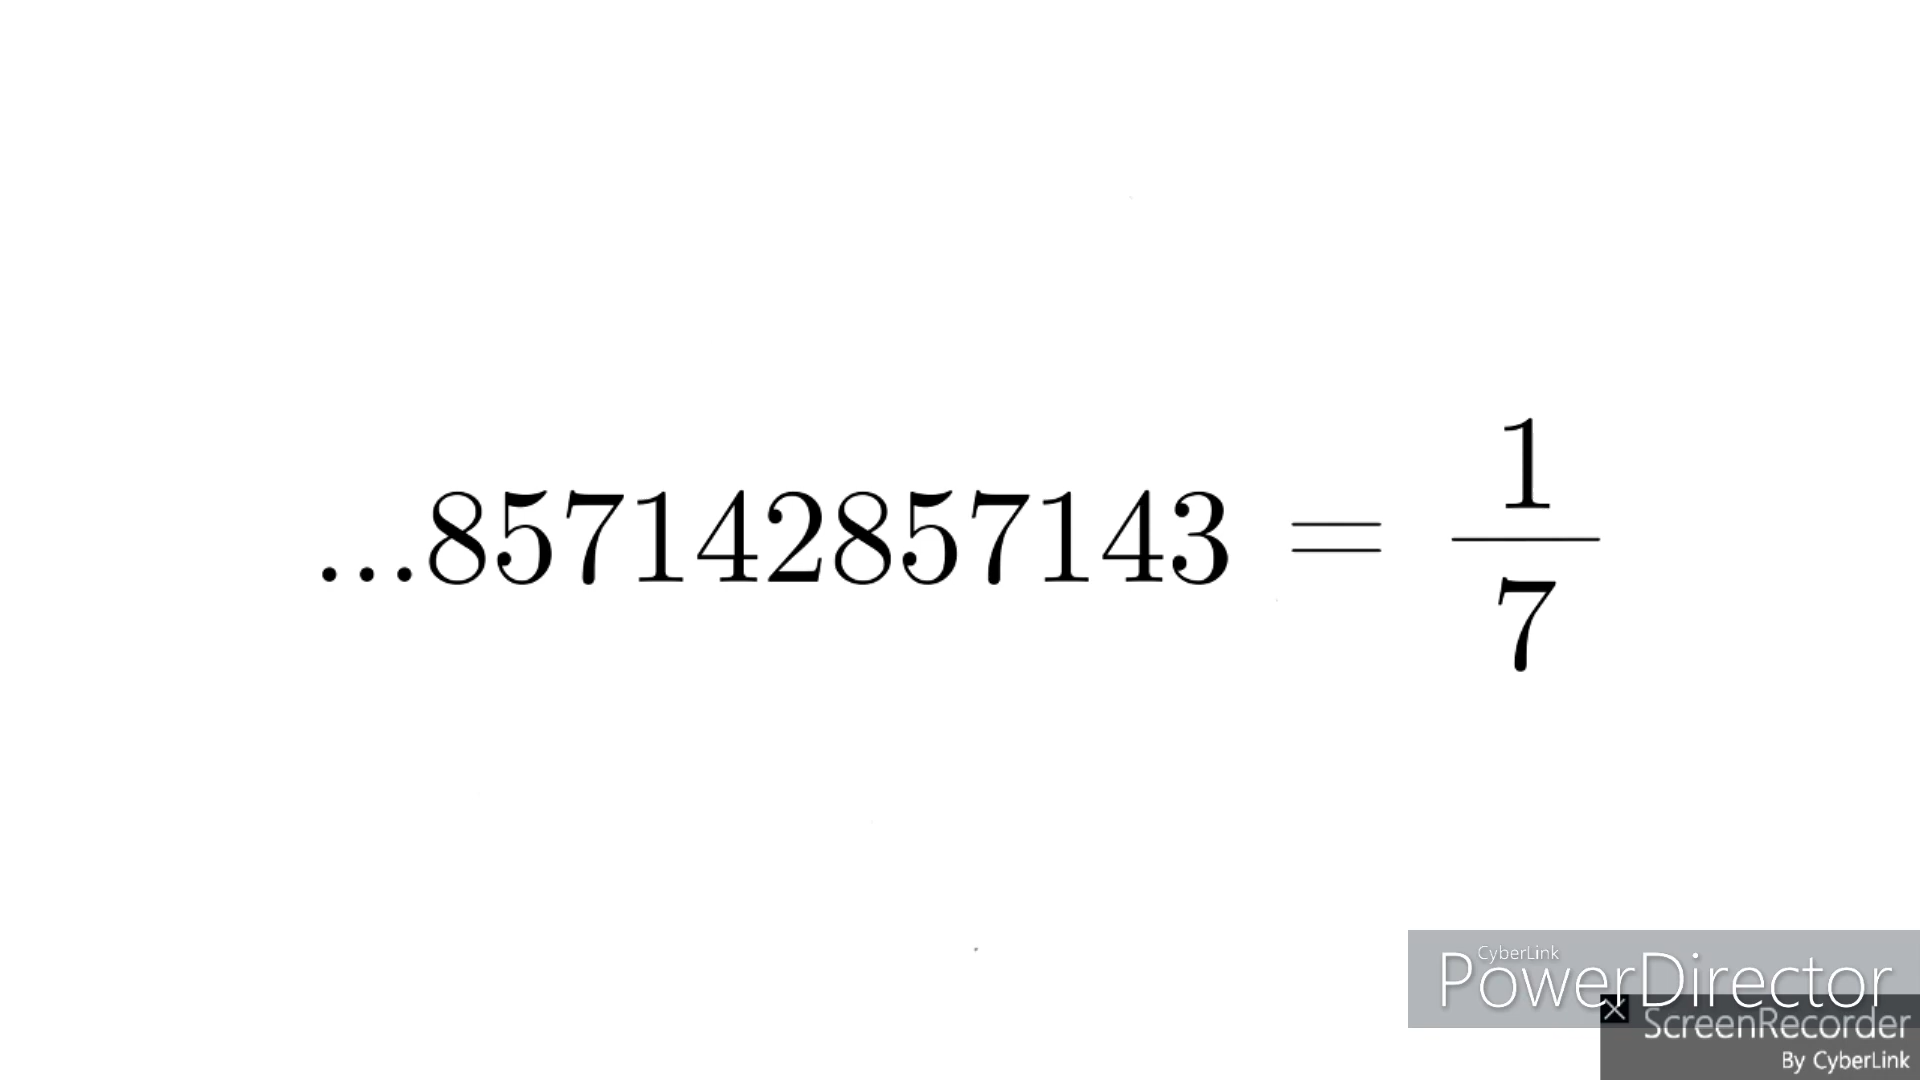 ...857142857143 = 1/7
CyberLink
PowerDirector
ScreenRecorder
By CyberLink